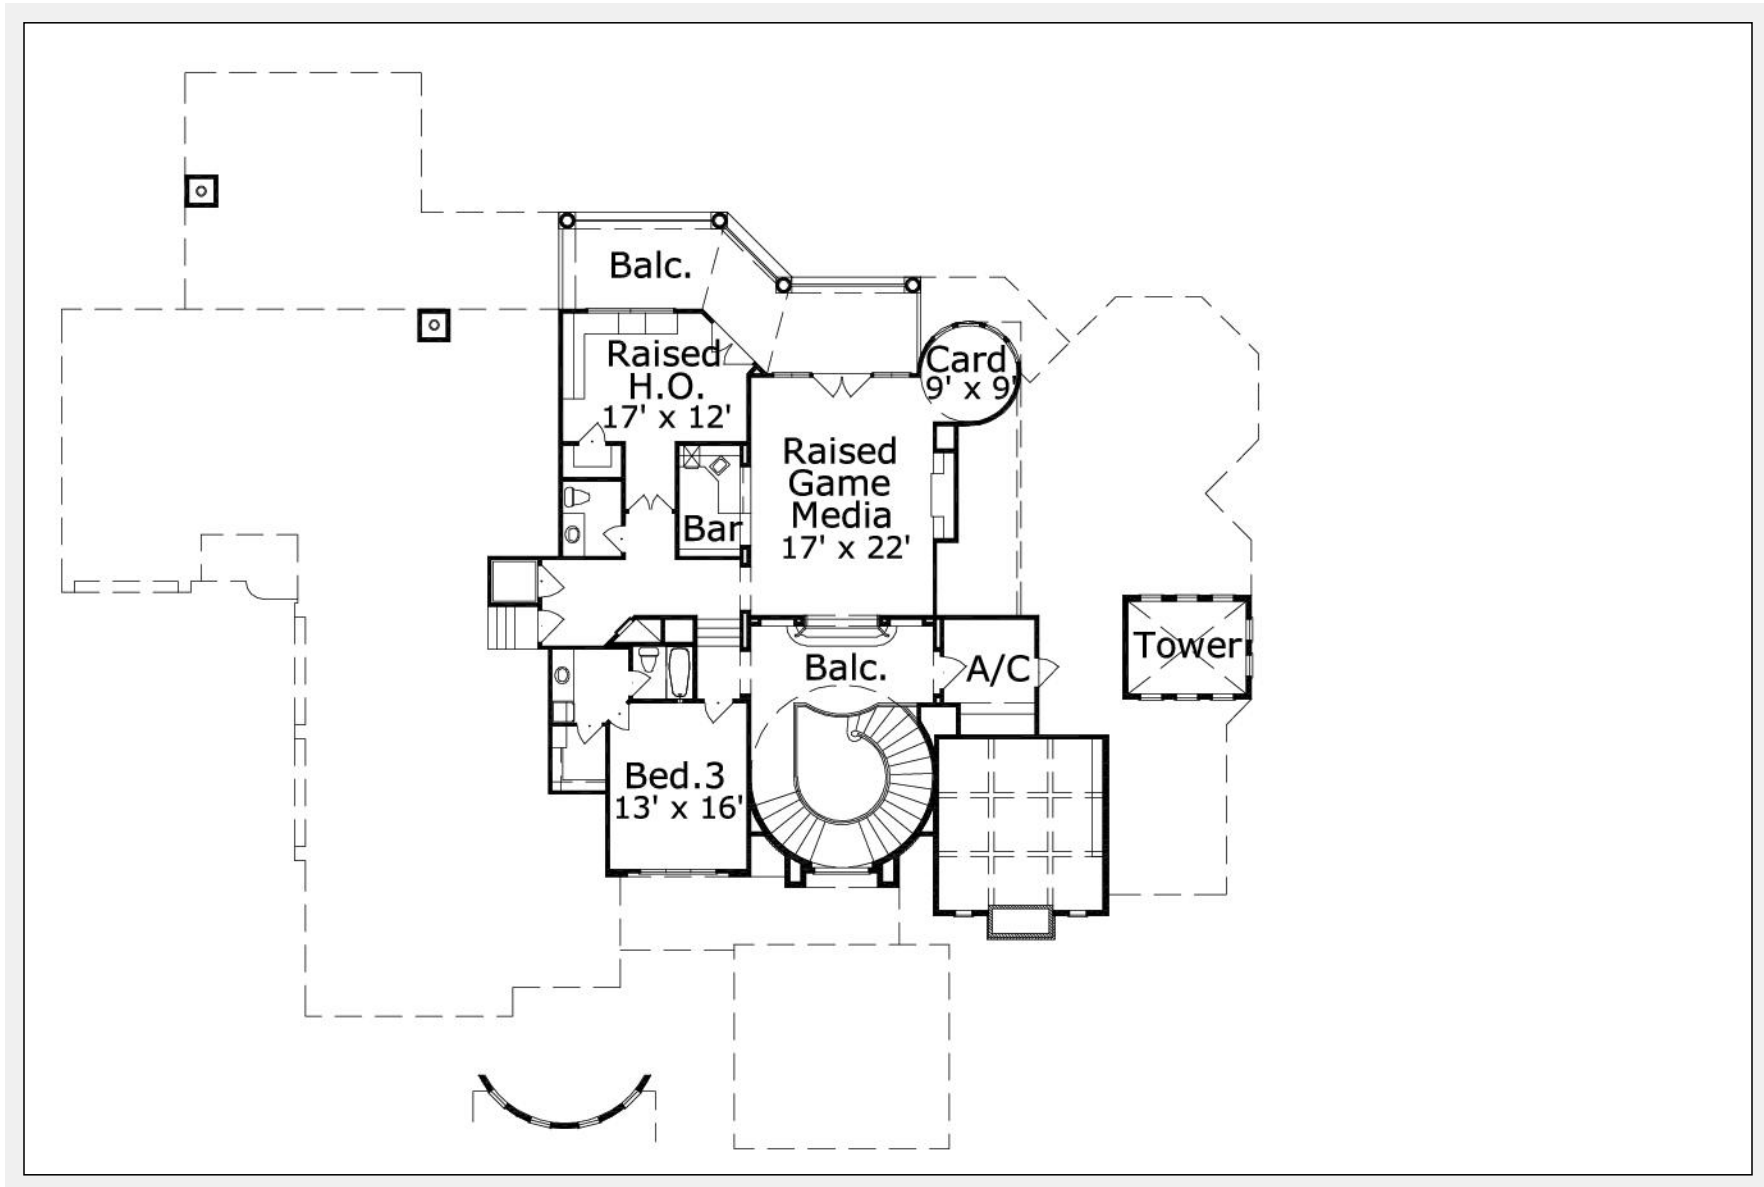 Balc.
Raised
H.O.
17' x 12'
Card
9' x 9'
Raised
Game
Media
17' x 22'
Bar
Balc.
A/C
Tower
Bed.3
13' x 16'